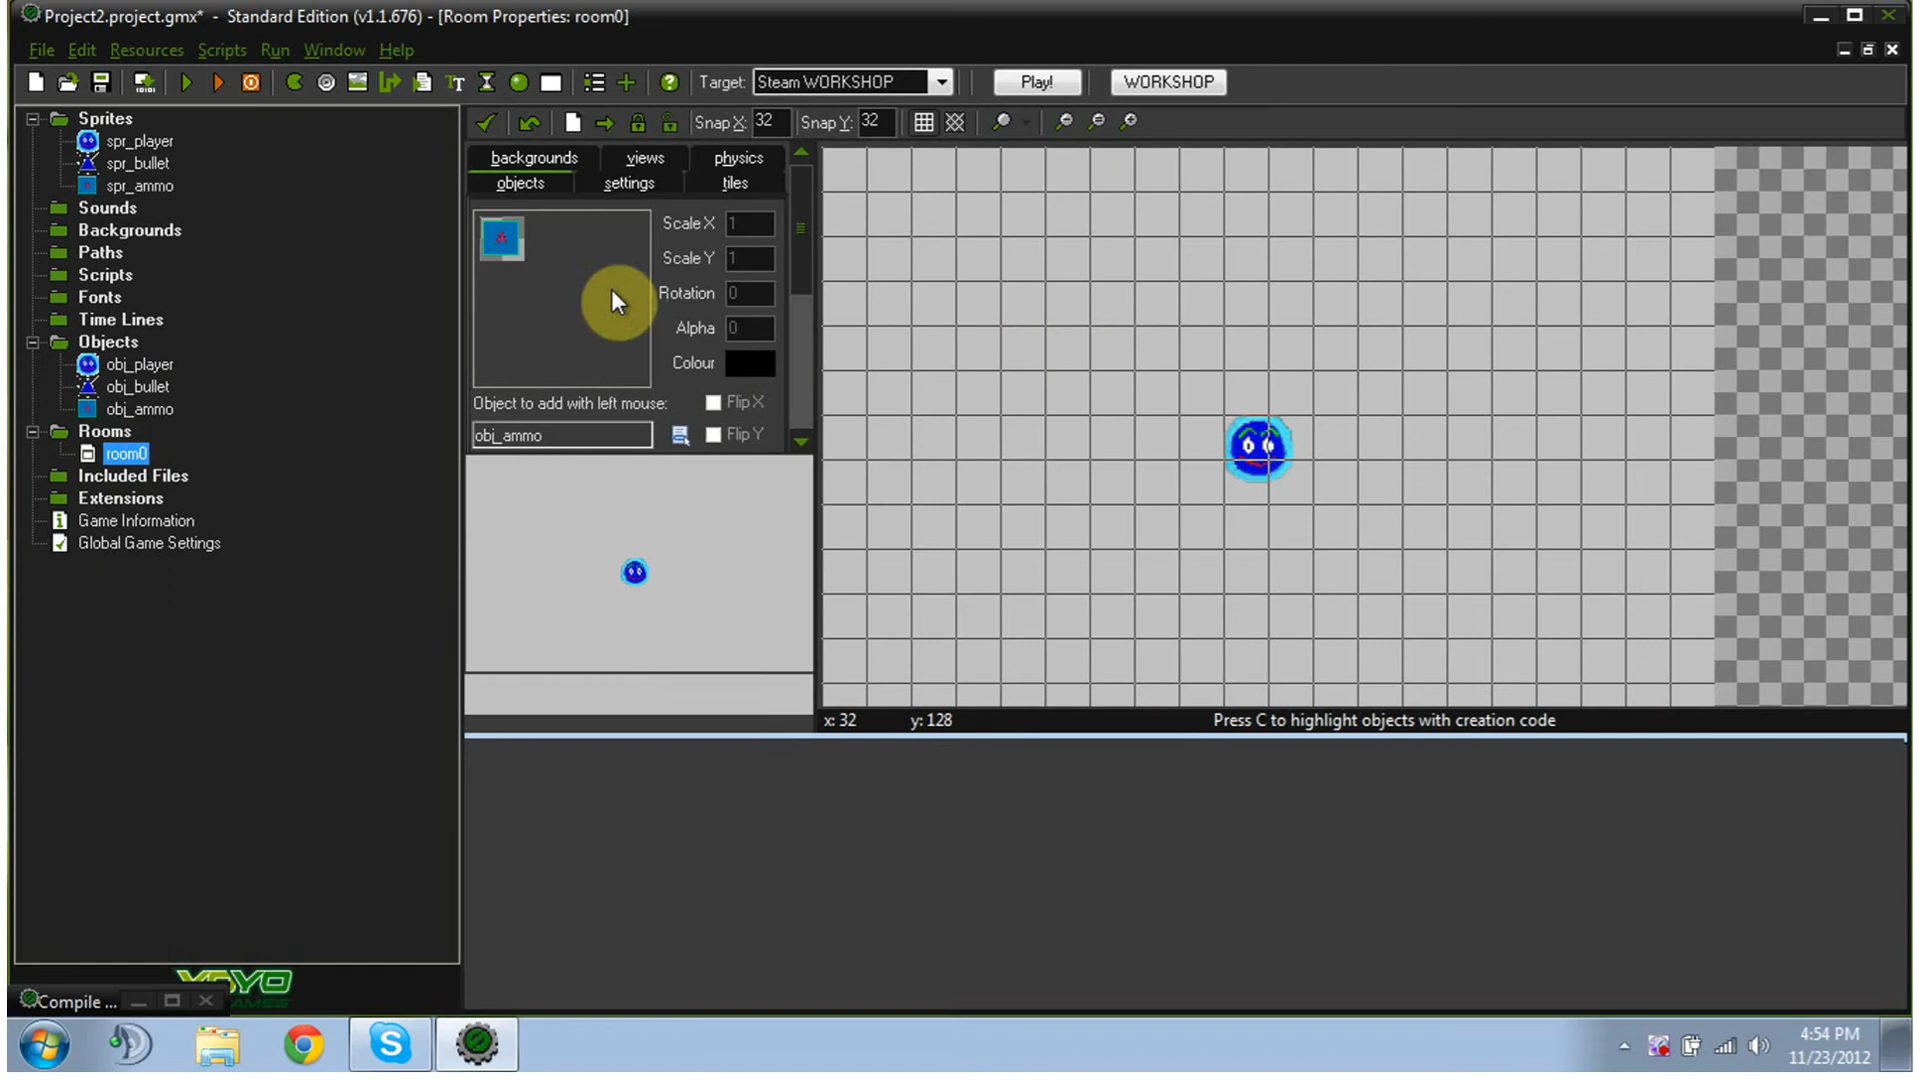 Project2.project.gmx* - Standard Edition (v1.1.676) - [Room Properties: room0]
File Edit Resources Scripts Run Window Help
Target: Steam WORKSHOP Play! WORKSHOP
Snap X: 32 Snap Y: 32
Sprites
spr_player
spr_bullet
spr_ammo
Sounds
Backgrounds
Paths
Scripts
Fonts
Time Lines
Objects
obj_player
obj_bullet
obj_ammo
Rooms
room0
Included Files
Extensions
Game Information
Global Game Settings
backgrounds views physics
objects settings tiles
Scale X 1
Scale Y 1
Rotation 0
Alpha 0
Colour
Object to add with left mouse: Flip X
obj_ammo Flip Y
x: 32 y: 128 Press C to highlight objects with creation code
YOYO
GAMES
Compile ...
4:54 PM
11/23/2012